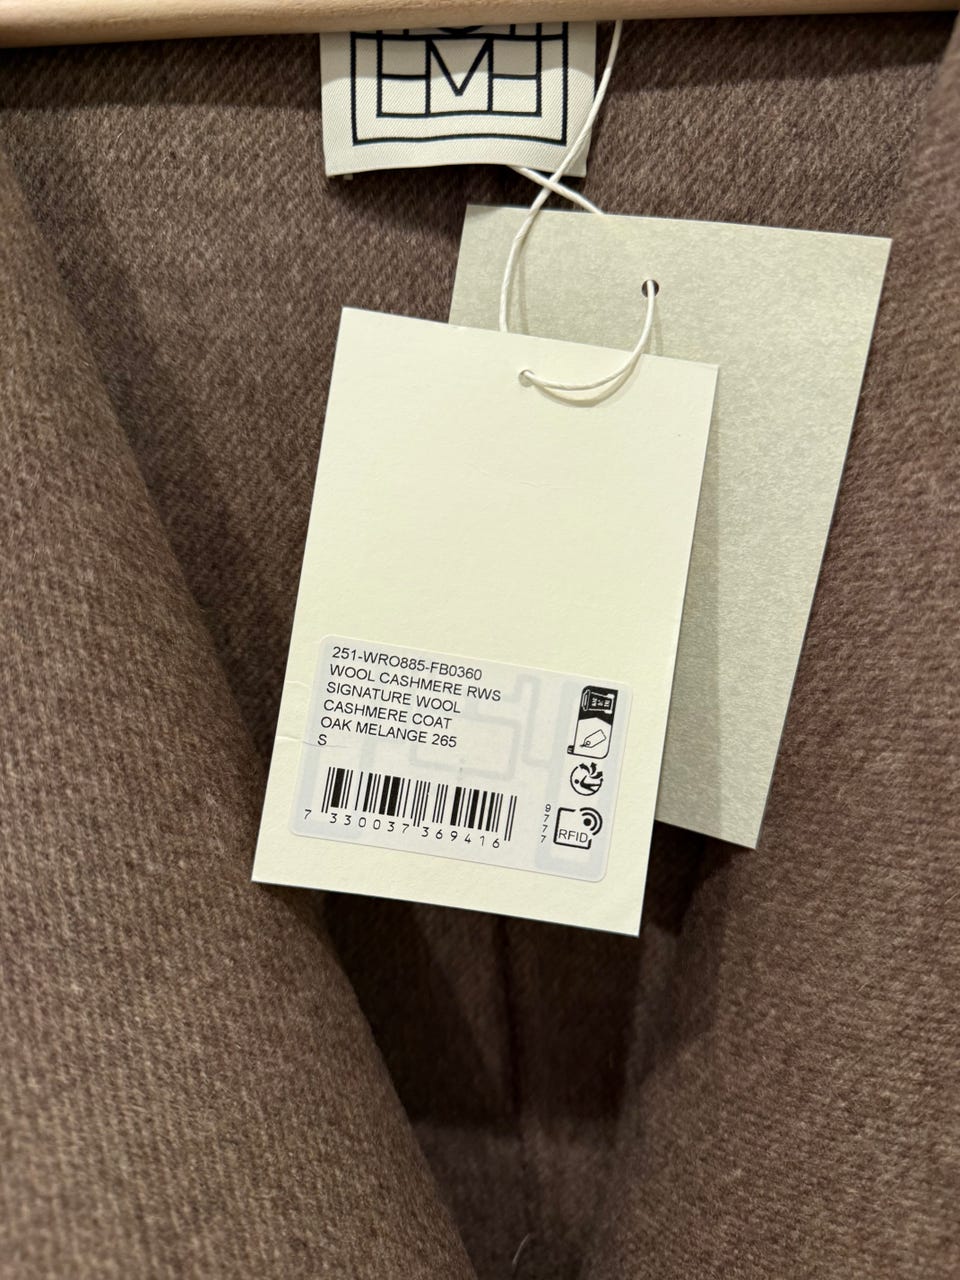 M
251-WRO885-FB0360
WOOL CASHMERE RWS
SIGNATURE WOOL
CASHMERE COAT
OAK MELANGE 265
S
7 330037 369416
9777
RFID